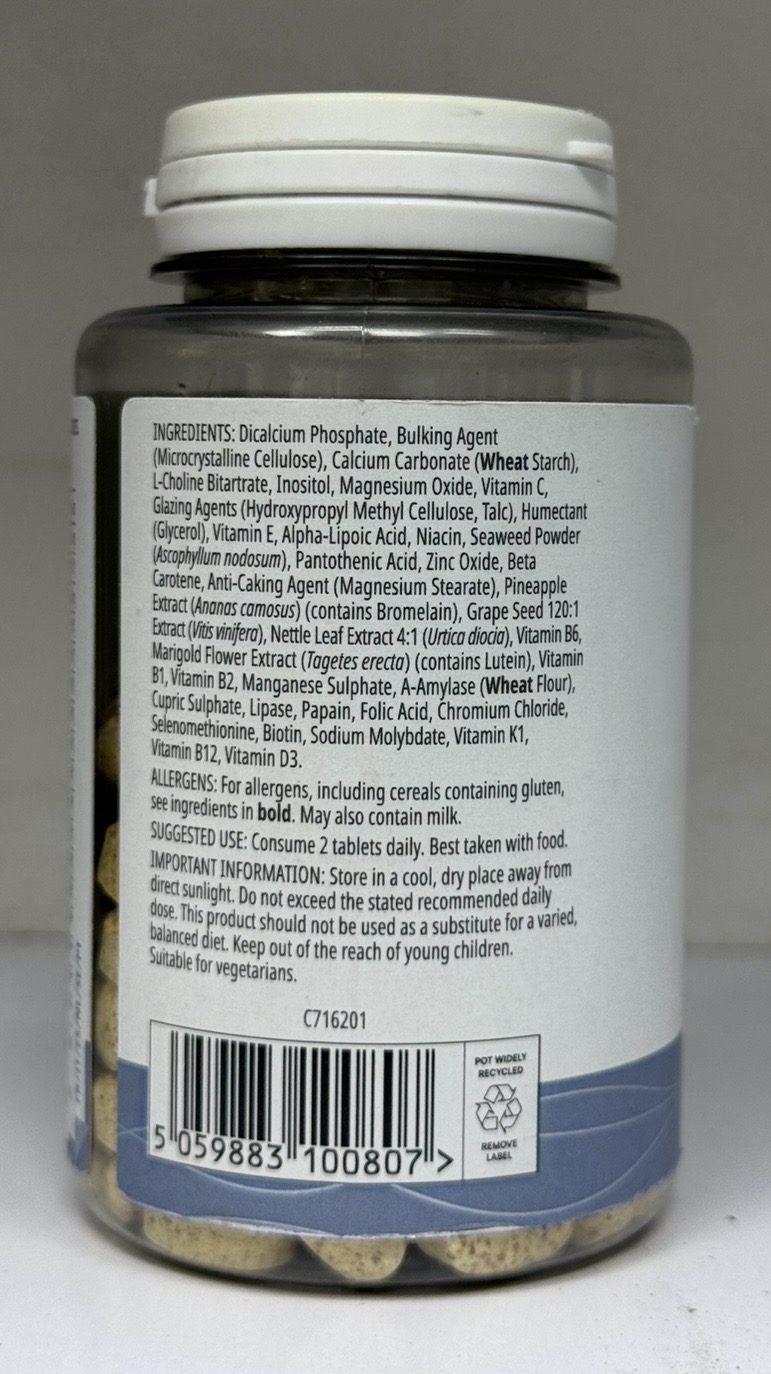 INGREDIENTS: Dicalcium Phosphate, Bulking Agent
(Microcrystalline Cellulose), Calcium Carbonate (Wheat Starch),
L-Choline Bitartrate, Inositol, Magnesium Oxide, Vitamin C,
Glazing Agents (Hydroxypropyl Methyl Cellulose, Talc), Humectant
(Glycerol), Vitamin E, Alpha-Lipoic Acid, Niacin, Seaweed Powder
(Ascophyllum nodosum), Pantothenic Acid, Zinc Oxide, Beta
Carotene, Anti-Caking Agent (Magnesium Stearate), Pineapple
Extract (Ananas camosus) (contains Bromelain), Grape Seed 120:1
Extract (Vitis vinifera), Nettle Leaf Extract 4:1 (Urtica diocia), Vitamin B6,
Marigold Flower Extract (Tagetes erecta) (contains Lutein), Vitamin
B1, Vitamin B2, Manganese Sulphate, A-Amylase (Wheat Flour),
Cupric Sulphate, Lipase, Papain, Folic Acid, Chromium Chloride,
Selenomethionine, Biotin, Sodium Molybdate, Vitamin K1,
Vitamin B12, Vitamin D3.
ALLERGENS: For allergens, including cereals containing gluten,
see ingredients in bold. May also contain milk.
SUGGESTED USE: Consume 2 tablets daily. Best taken with food.
IMPORTANT INFORMATION: Store in a cool, dry place away from
direct sunlight. Do not exceed the stated recommended daily
dose. This product should not be used as a substitute for a varied,
balanced diet. Keep out of the reach of young children.
Suitable for vegetarians.
C716201
5 059883 100807 >
POT WIDELY
RECYCLED
REMOVE
LABEL